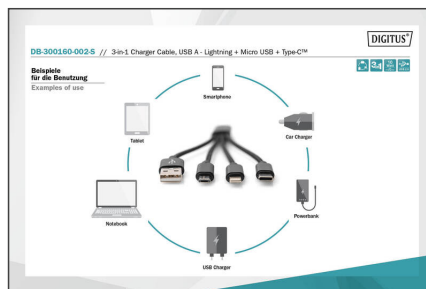 DIGITUS®
DB-300160-002-S // 3-in-1 Charger Cable, USB A - Lightning + Micro USB + Type-C™
Beispiele
für die Benutzung
Examples of use
3in1
Smartphone
Tablet
Car Charger
Notebook
Powerbank
USB Charger